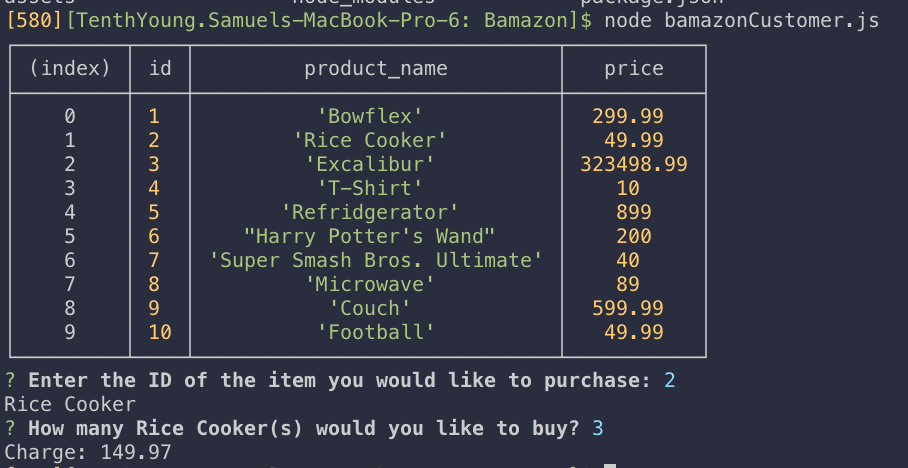 assets node_modules package.json
[580][TenthYoung.Samuels-MacBook-Pro-6: Bamazon]$ node bamazonCustomer.js
(index) id product_name price
0 1 'Bowflex' 299.99
1 2 'Rice Cooker' 49.99
2 3 'Excalibur' 323498.99
3 4 'T-Shirt' 10
4 5 'Refridgerator' 899
5 6 "Harry Potter's Wand" 200
6 7 'Super Smash Bros. Ultimate' 40
7 8 'Microwave' 89
8 9 'Couch' 599.99
9 10 'Football' 49.99
? Enter the ID of the item you would like to purchase: 2
Rice Cooker
? How many Rice Cooker(s) would you like to buy? 3
Charge: 149.97